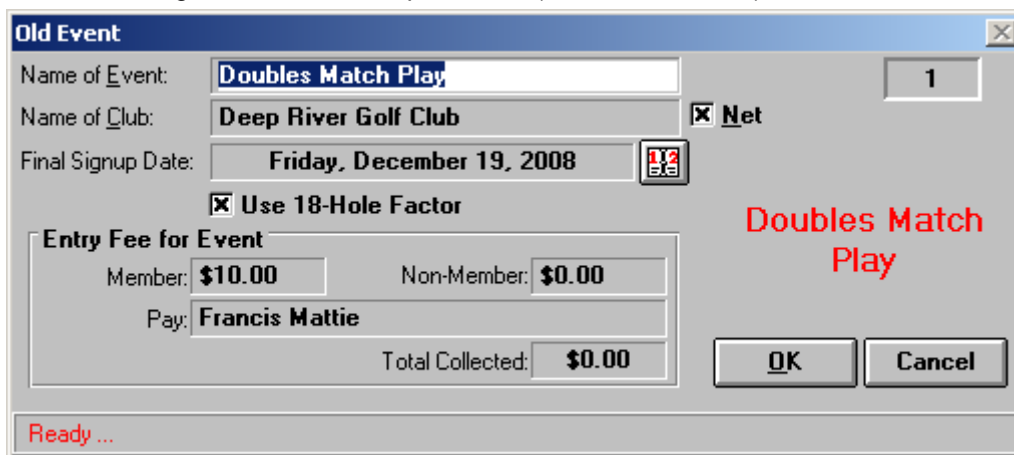 Old Event
Name of Event: Doubles Match Play 1
Name of Club: Deep River Golf Club Net
Final Signup Date: Friday, December 19, 2008
Use 18-Hole Factor
Doubles Match
Play
Entry Fee for Event
Member: $10.00 Non-Member: $0.00
Pay: Francis Mattie
Total Collected: $0.00
OK Cancel
Ready ...